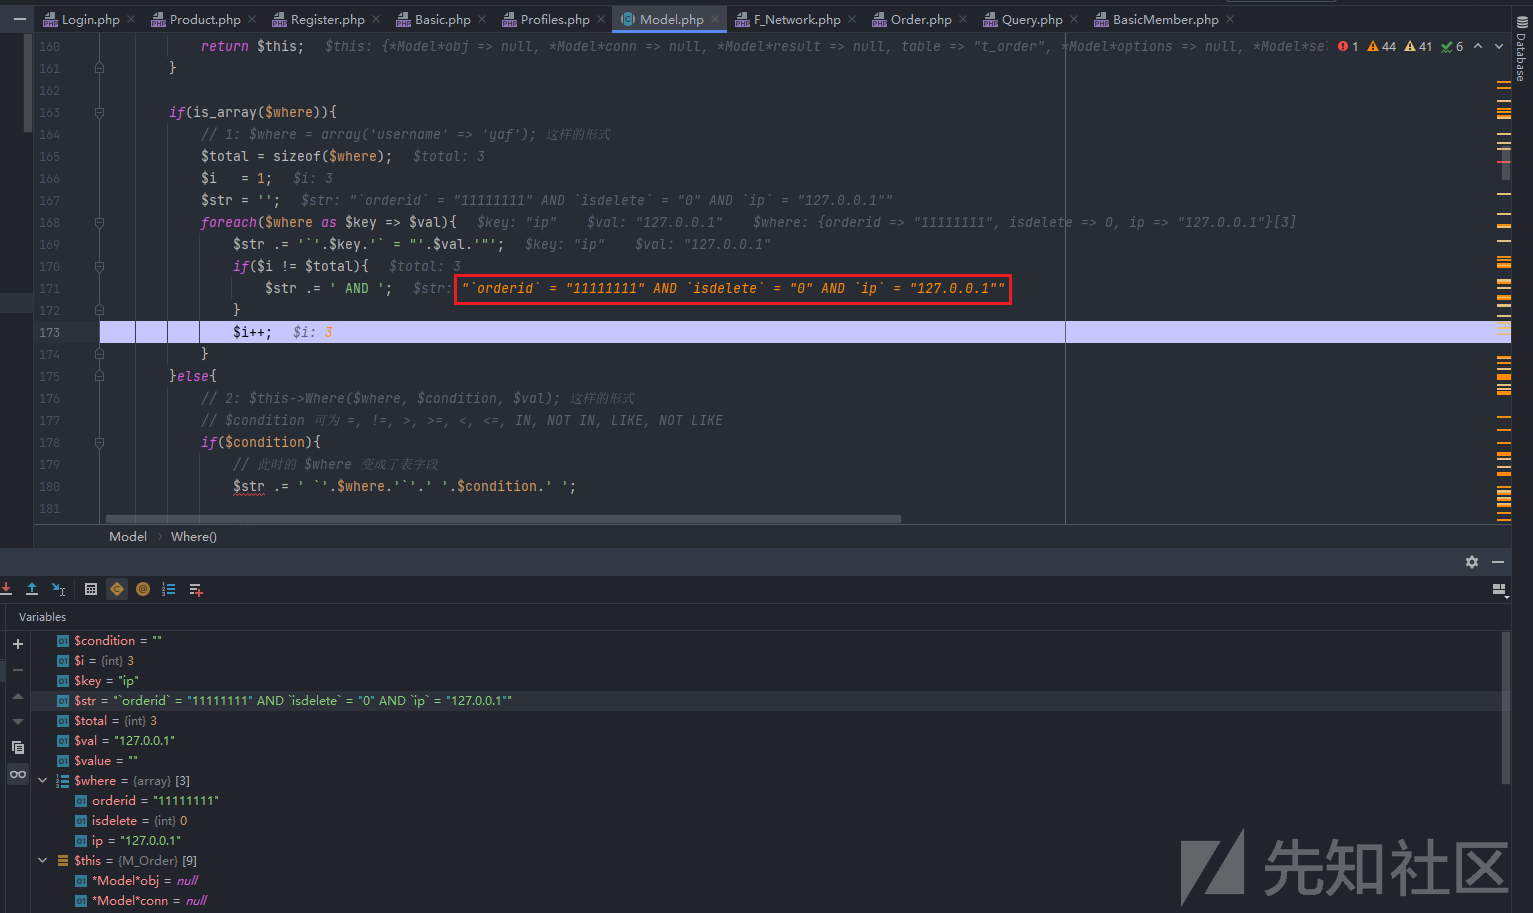 Login.php × Product.php × Register.php × Basic.php × Profiles.php × Model.php × F_Network.php × Order.php × Query.php × BasicMember.php ×
160 return $this; $this: {*Model*obj => null, *Model*conn => null, *Model*result => null, table => "t_order", *Model*options => null, *Model*se 1 44 41 6
Database
161 }
162
163 if(is_array($where)){
164 // 1: $where = array('username' => 'yaf'); 这样的形式
165 $total = sizeof($where); $total: 3
166 $i = 1; $i: 3
167 $str = ''; $str: "`orderid` = "11111111" AND `isdelete` = "0" AND `ip` = "127.0.0.1""
168 foreach($where as $key => $val){ $key: "ip" $val: "127.0.0.1" $where: {orderid => "11111111", isdelete => 0, ip => "127.0.0.1"}[3]
169 $str .= '`'.$key.'` = "'.$val.'"'; $key: "ip" $val: "127.0.0.1"
170 if($i != $total){ $total: 3
171 $str .= ' AND '; $str: "`orderid` = "11111111" AND `isdelete` = "0" AND `ip` = "127.0.0.1""
172 }
173 $i++; $i: 3
174 }
175 }else{
176 // 2: $this->Where($where, $condition, $val); 这样的形式
177 // $condition 可为 =, !=, >, >=, <, <=, IN, NOT IN, LIKE, NOT LIKE
178 if($condition){
179 // 此时的 $where 变成了表字段
180 $str .= ' `'.$where.'`'.' '.$condition.' ';
181
Model › Where()
Variables
$condition = ""
$i = {int} 3
$key = "ip"
$str = "`orderid` = "11111111" AND `isdelete` = "0" AND `ip` = "127.0.0.1""
$total = {int} 3
$val = "127.0.0.1"
$value = ""
$where = {array} [3]
orderid = "11111111"
isdelete = {int} 0
ip = "127.0.0.1"
$this = {M_Order} [9]
*Model*obj = null
*Model*conn = null
先知社区